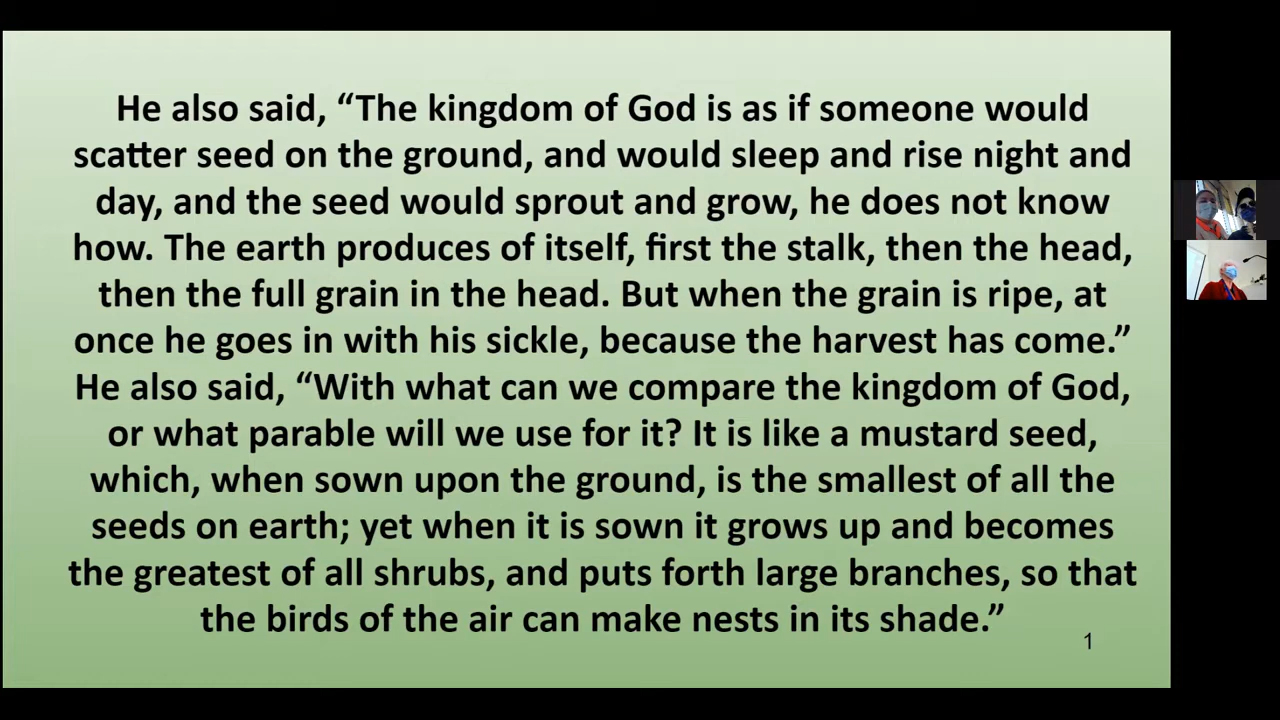 He also said, “The kingdom of God is as if someone would
scatter seed on the ground, and would sleep and rise night and
day, and the seed would sprout and grow, he does not know
how. The earth produces of itself, first the stalk, then the head,
then the full grain in the head. But when the grain is ripe, at
once he goes in with his sickle, because the harvest has come.”
He also said, “With what can we compare the kingdom of God,
or what parable will we use for it? It is like a mustard seed,
which, when sown upon the ground, is the smallest of all the
seeds on earth; yet when it is sown it grows up and becomes
the greatest of all shrubs, and puts forth large branches, so that
the birds of the air can make nests in its shade.”
1